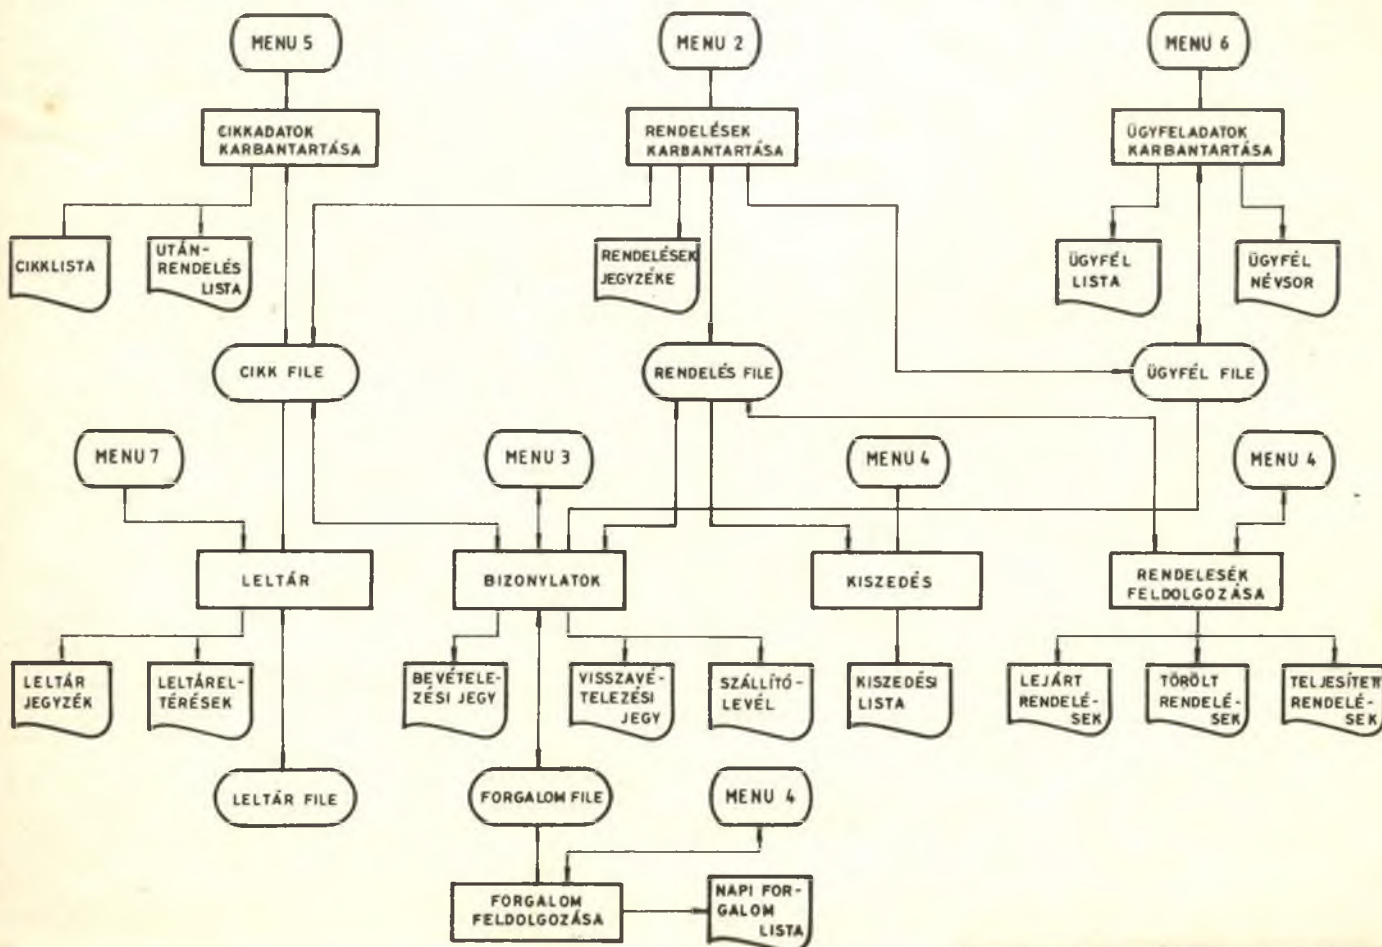 MENU 5
MENU 2
MENU 6
CIKKADATOK
KARBANTARTÁSA
RENDELÉSEK
KARBANTARTÁSA
ÜGYFELADATOK
KARBANTARTÁSA
CIKKLISTA
UTÁN-
RENDELÉS
LISTA
RENDELÉSEK
JEGYZÉKE
ÜGYFÉL
LISTA
ÜGYFÉL
NÉVSOR
CIKK FILE
RENDELÉS FILE
ÜGYFÉL FILE
MENU 7
MENU 3
MENU 4
MENU 4
LELTÁR
BIZONYLATOK
KISZEDÉS
RENDELESÉK
FELDOLGOZÁSA
LELTÁR
JEGYZÉK
LELTÁREL-
TÉRÉSEK
BEVÉTELE-
ZÉSI JEGY
VISSZAVÉ-
TELEZÉSI
JEGY
SZÁLLÍTÓ-
LEVÉL
KISZEDÉSI
LISTA
LEJÁRT
RENDELÉ-
SEK
TÖRÖLT
RENDELÉ-
SEK
TELJESÍTETT
RENDELÉ-
SEK
LELTÁR FILE
FORGALOM FILE
MENU 4
FORGALOM
FELDOLGOZÁSA
NAPI FOR-
GALOM
LISTA